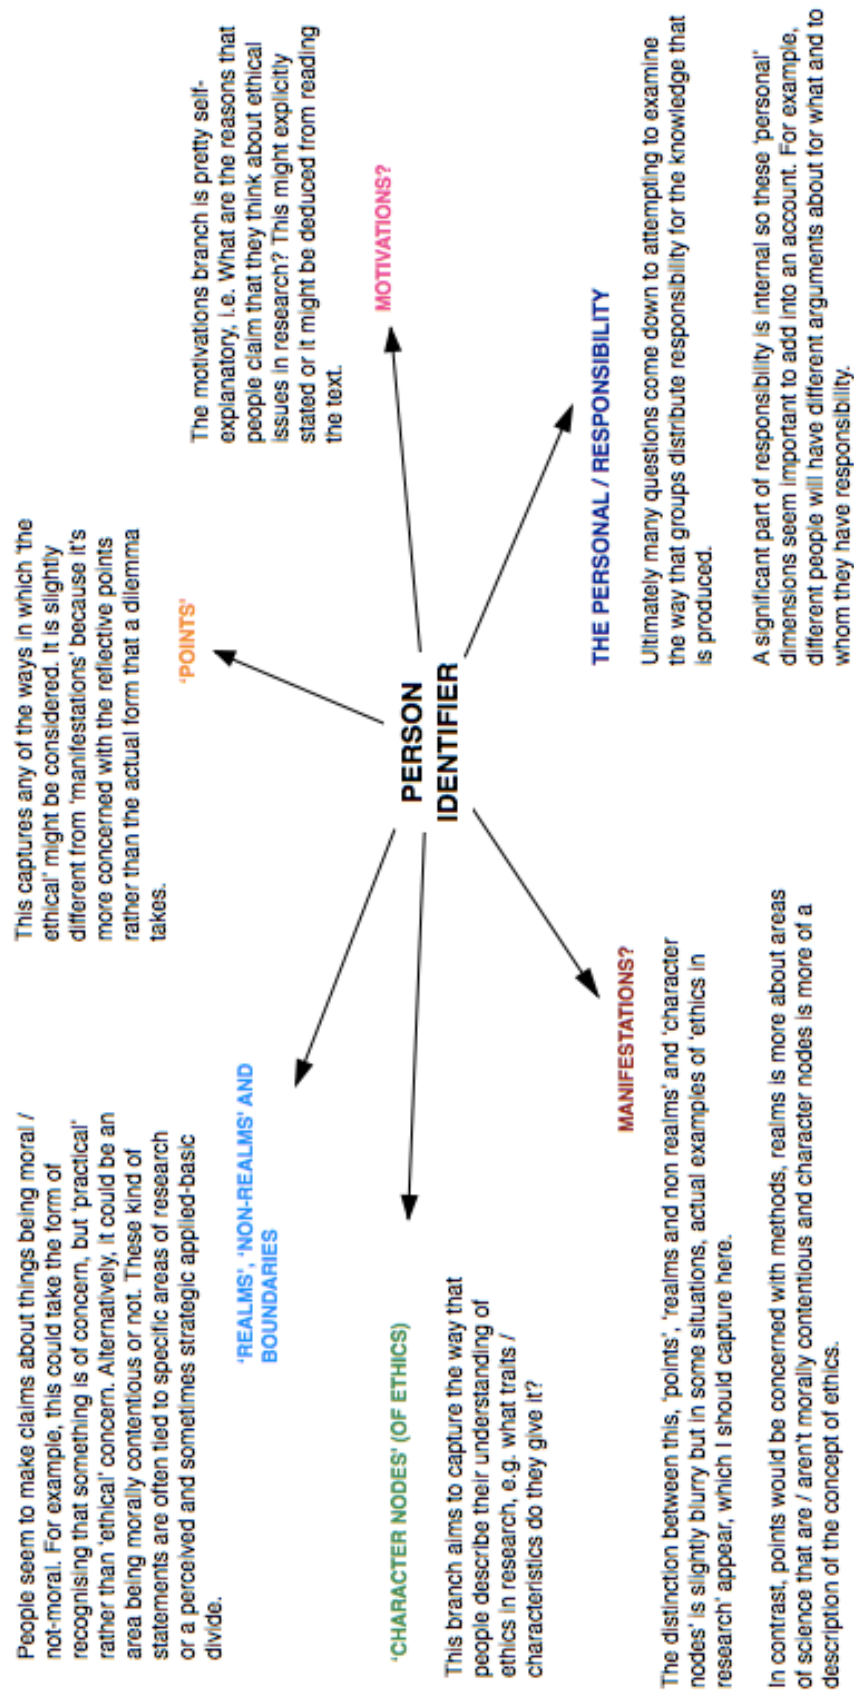 People seem to make claims about things being moral /
not-moral. For example, this could take the form of
recognising that something is of concern, but 'practical'
rather than 'ethical' concern. Alternatively, it could be an
area being morally contentious or not. These kind of
statements are often tied to specific areas of research
or a perceived and sometimes strategic applied-basic
divide.
'REALMS', 'NON-REALMS' AND
BOUNDARIES
This captures any of the ways in which 'the
ethical' might be considered. It is slightly
different from 'manifestations' because it's
more concerned with the reflective points
rather than the actual form that a dilemma
takes.
'POINTS'
The motivations branch is pretty self-
explanatory, i.e. What are the reasons that
people claim that they think about ethical
issues in research? This might explicitly
stated or it might be deduced from reading
the text.
MOTIVATIONS?
'CHARACTER NODES' (OF ETHICS)
This branch aims to capture the way that
people describe their understanding of
ethics in research, e.g. what traits /
characteristics do they give it?
PERSON
IDENTIFIER
MANIFESTATIONS?
The distinction between this, 'points', 'realms and non realms' and 'character
nodes' is slightly blurry but in some situations, actual examples of 'ethics in
research' appear, which I should capture here.
In contrast, points would be concerned with methods, realms is more about areas
of science that are / aren't morally contentious and character nodes is more of a
description of the concept of ethics.
THE PERSONAL / RESPONSIBILITY
Ultimately many questions come down to attempting to examine
the way that groups distribute responsibility for the knowledge that
is produced.
A significant part of responsibility is internal so these 'personal'
dimensions seem important to add into an account. For example,
different people will have different arguments about for what and to
whom they have responsibility.